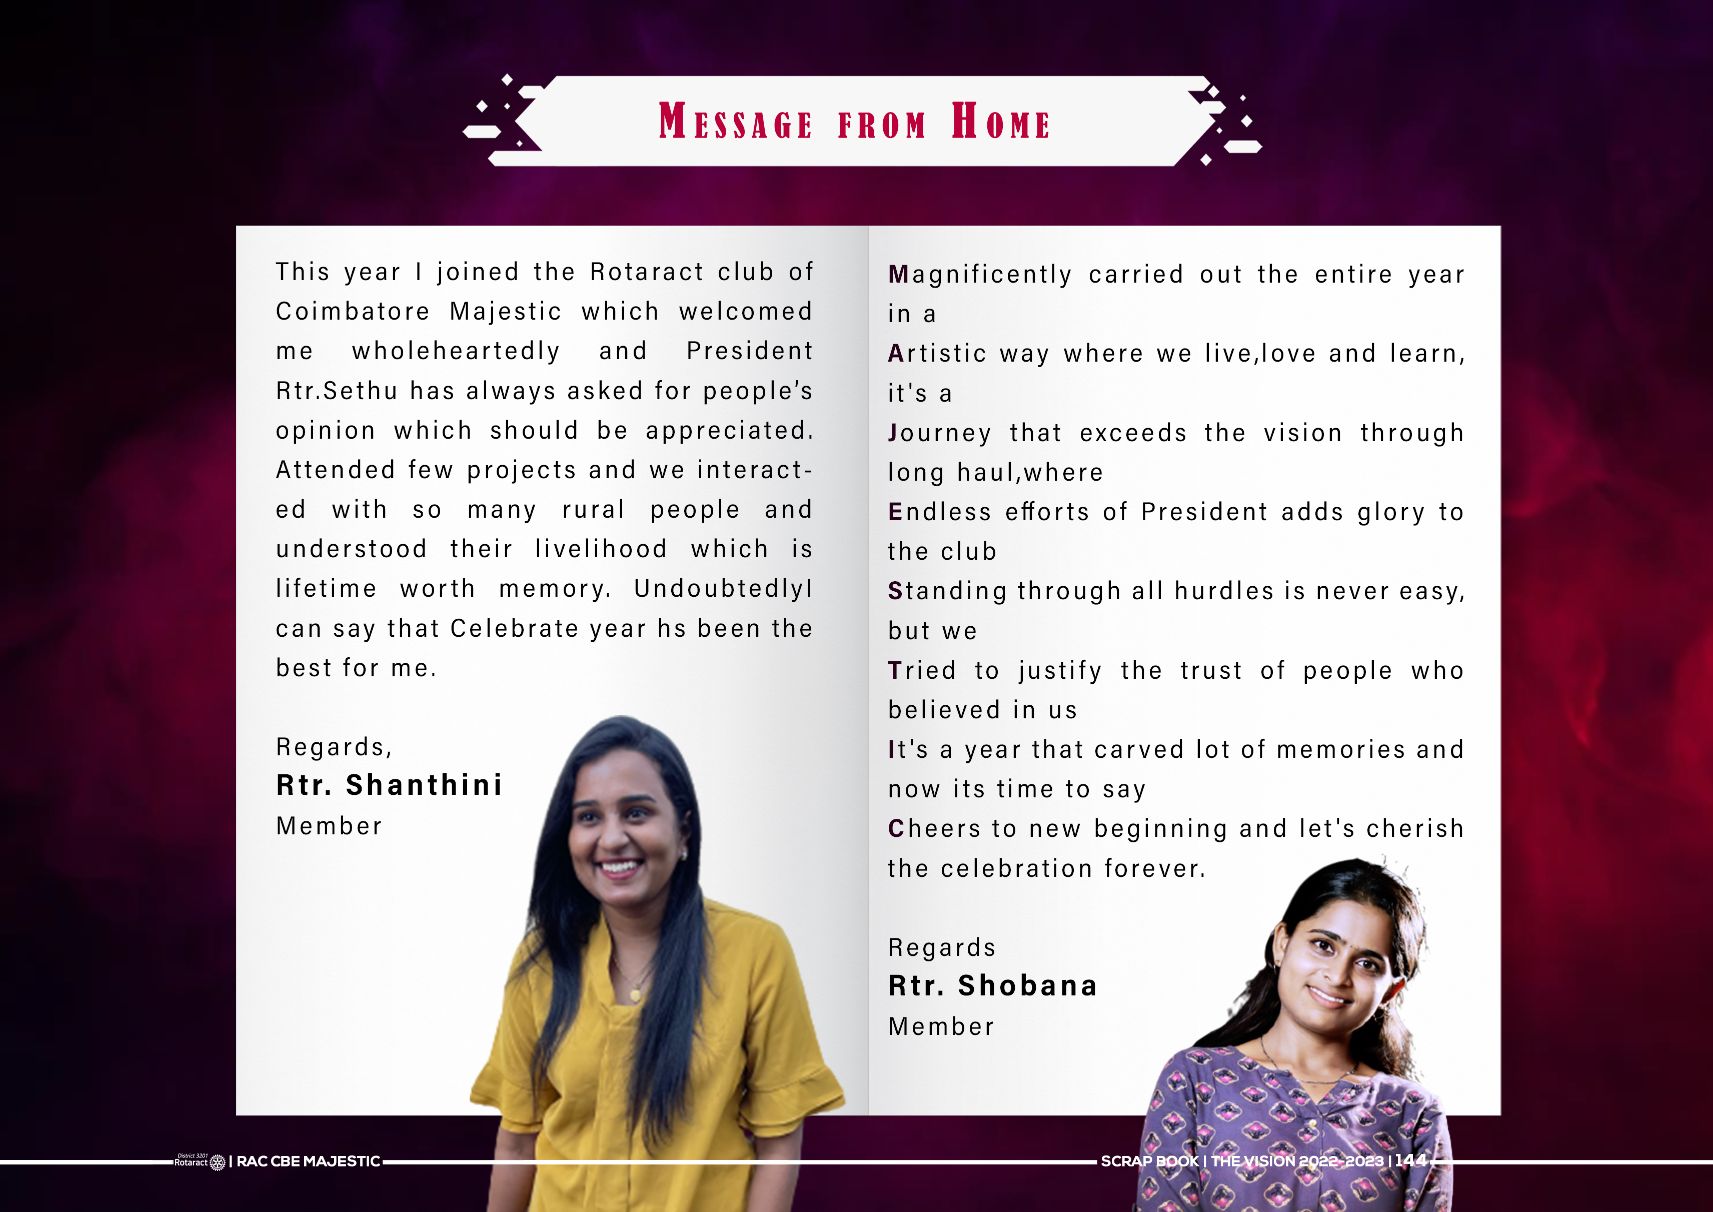 MESSAGE FROM HOME
This year I joined the Rotaract club of
Coimbatore Majestic which welcomed
me wholeheartedly and President
Rtr.Sethu has always asked for people’s
opinion which should be appreciated.
Attended few projects and we interact-
ed with so many rural people and
understood their livelihood which is
lifetime worth memory. UndoubtedlyI
can say that Celebrate year hs been the
best for me.
Regards,
Rtr. Shanthini
Member
Magnificently carried out the entire year
in a
Artistic way where we live,love and learn,
it's a
Journey that exceeds the vision through
long haul,where
Endless efforts of President adds glory to
the club
Standing through all hurdles is never easy,
but we
Tried to justify the trust of people who
believed in us
It's a year that carved lot of memories and
now its time to say
Cheers to new beginning and let's cherish
the celebration forever.
Regards
Rtr. Shobana
Member
District 3201
Rotaract | RAC CBE MAJESTIC
SCRAP BOOK | THE VISION 2022-2023 | 144